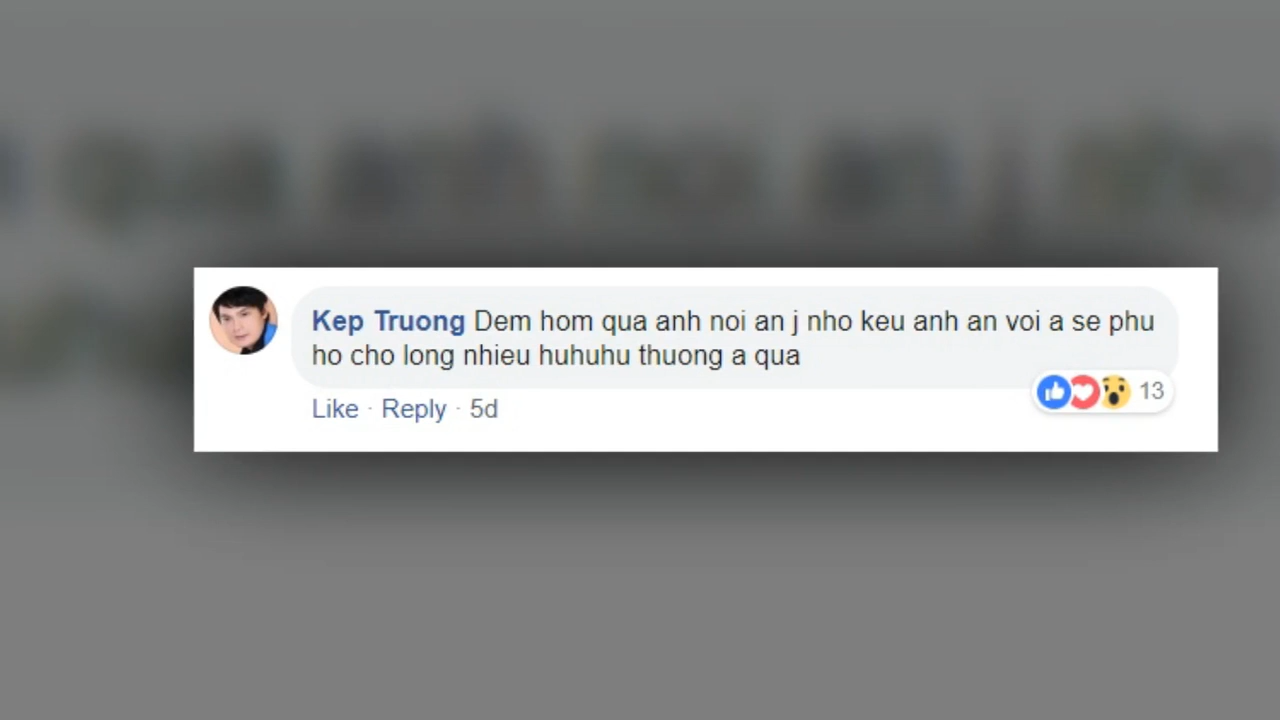 Kep Truong Dem hom qua anh noi an j nho keu anh an voi a se phu
ho cho long nhieu huhuhu thuong a qua
Like · Reply · 5d
13